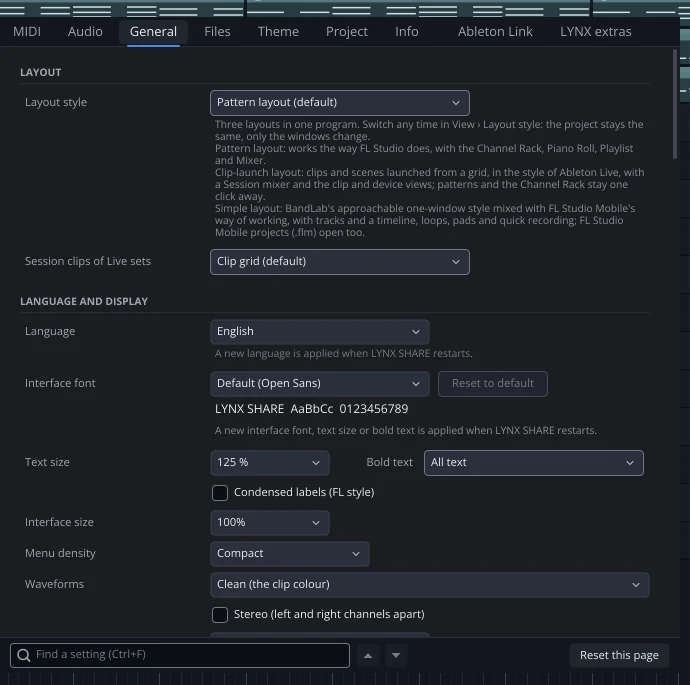 MIDI Audio General Files Theme Project Info Ableton Link LYNX extras
LAYOUT
Layout style Pattern layout (default)
Three layouts in one program. Switch any time in View › Layout style: the project stays the
same, only the windows change.
Pattern layout: works the way FL Studio does, with the Channel Rack, Piano Roll, Playlist
and Mixer.
Clip-launch layout: clips and scenes launched from a grid, in the style of Ableton Live, with
a Session mixer and the clip and device views; patterns and the Channel Rack stay one
click away.
Simple layout: BandLab's approachable one-window style mixed with FL Studio Mobile's
way of working, with tracks and a timeline, loops, pads and quick recording; FL Studio
Mobile projects (.flm) open too.
Session clips of Live sets Clip grid (default)
LANGUAGE AND DISPLAY
Language English
A new language is applied when LYNX SHARE restarts.
Interface font Default (Open Sans) Reset to default
LYNX SHARE AaBbCc 0123456789
A new interface font, text size or bold text is applied when LYNX SHARE restarts.
Text size 125 % Bold text All text
Condensed labels (FL style)
Interface size 100%
Menu density Compact
Waveforms Clean (the clip colour)
Stereo (left and right channels apart)
Find a setting (Ctrl+F) Reset this page